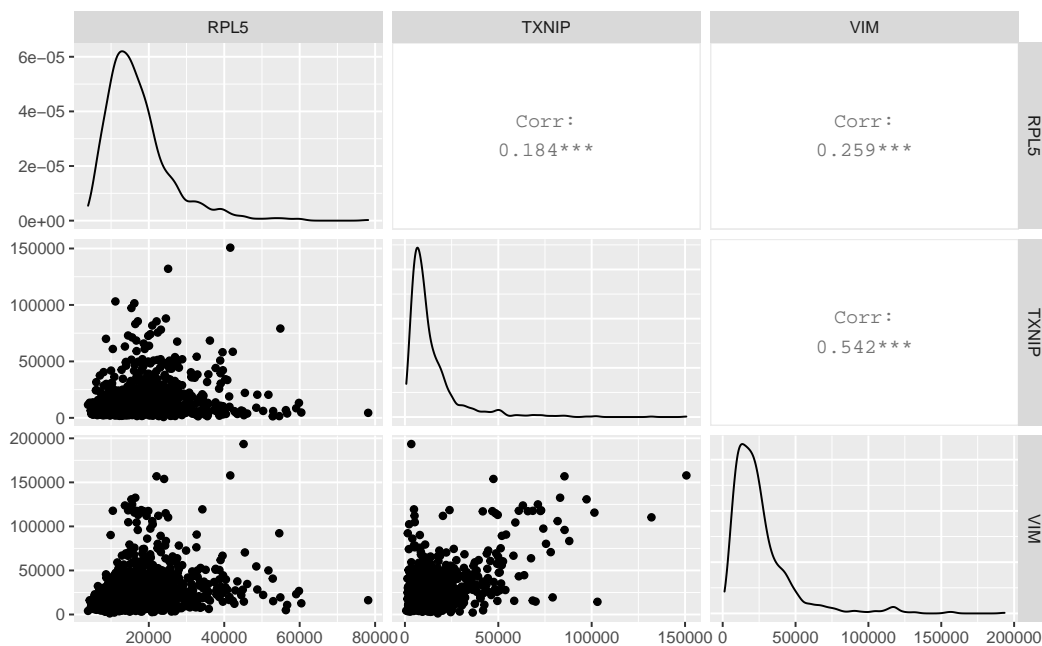 RPL5 TXNIP VIM
6e−05
4e−05
2e−05
0e+00
Corr:
0.184***
Corr:
0.259***
RPL5
150000
100000
50000
0
Corr:
0.542***
TXNIP
200000
150000
100000
50000
0
VIM
20000 40000 60000 80000
0 50000 100000 150000
0 50000 100000 150000 200000